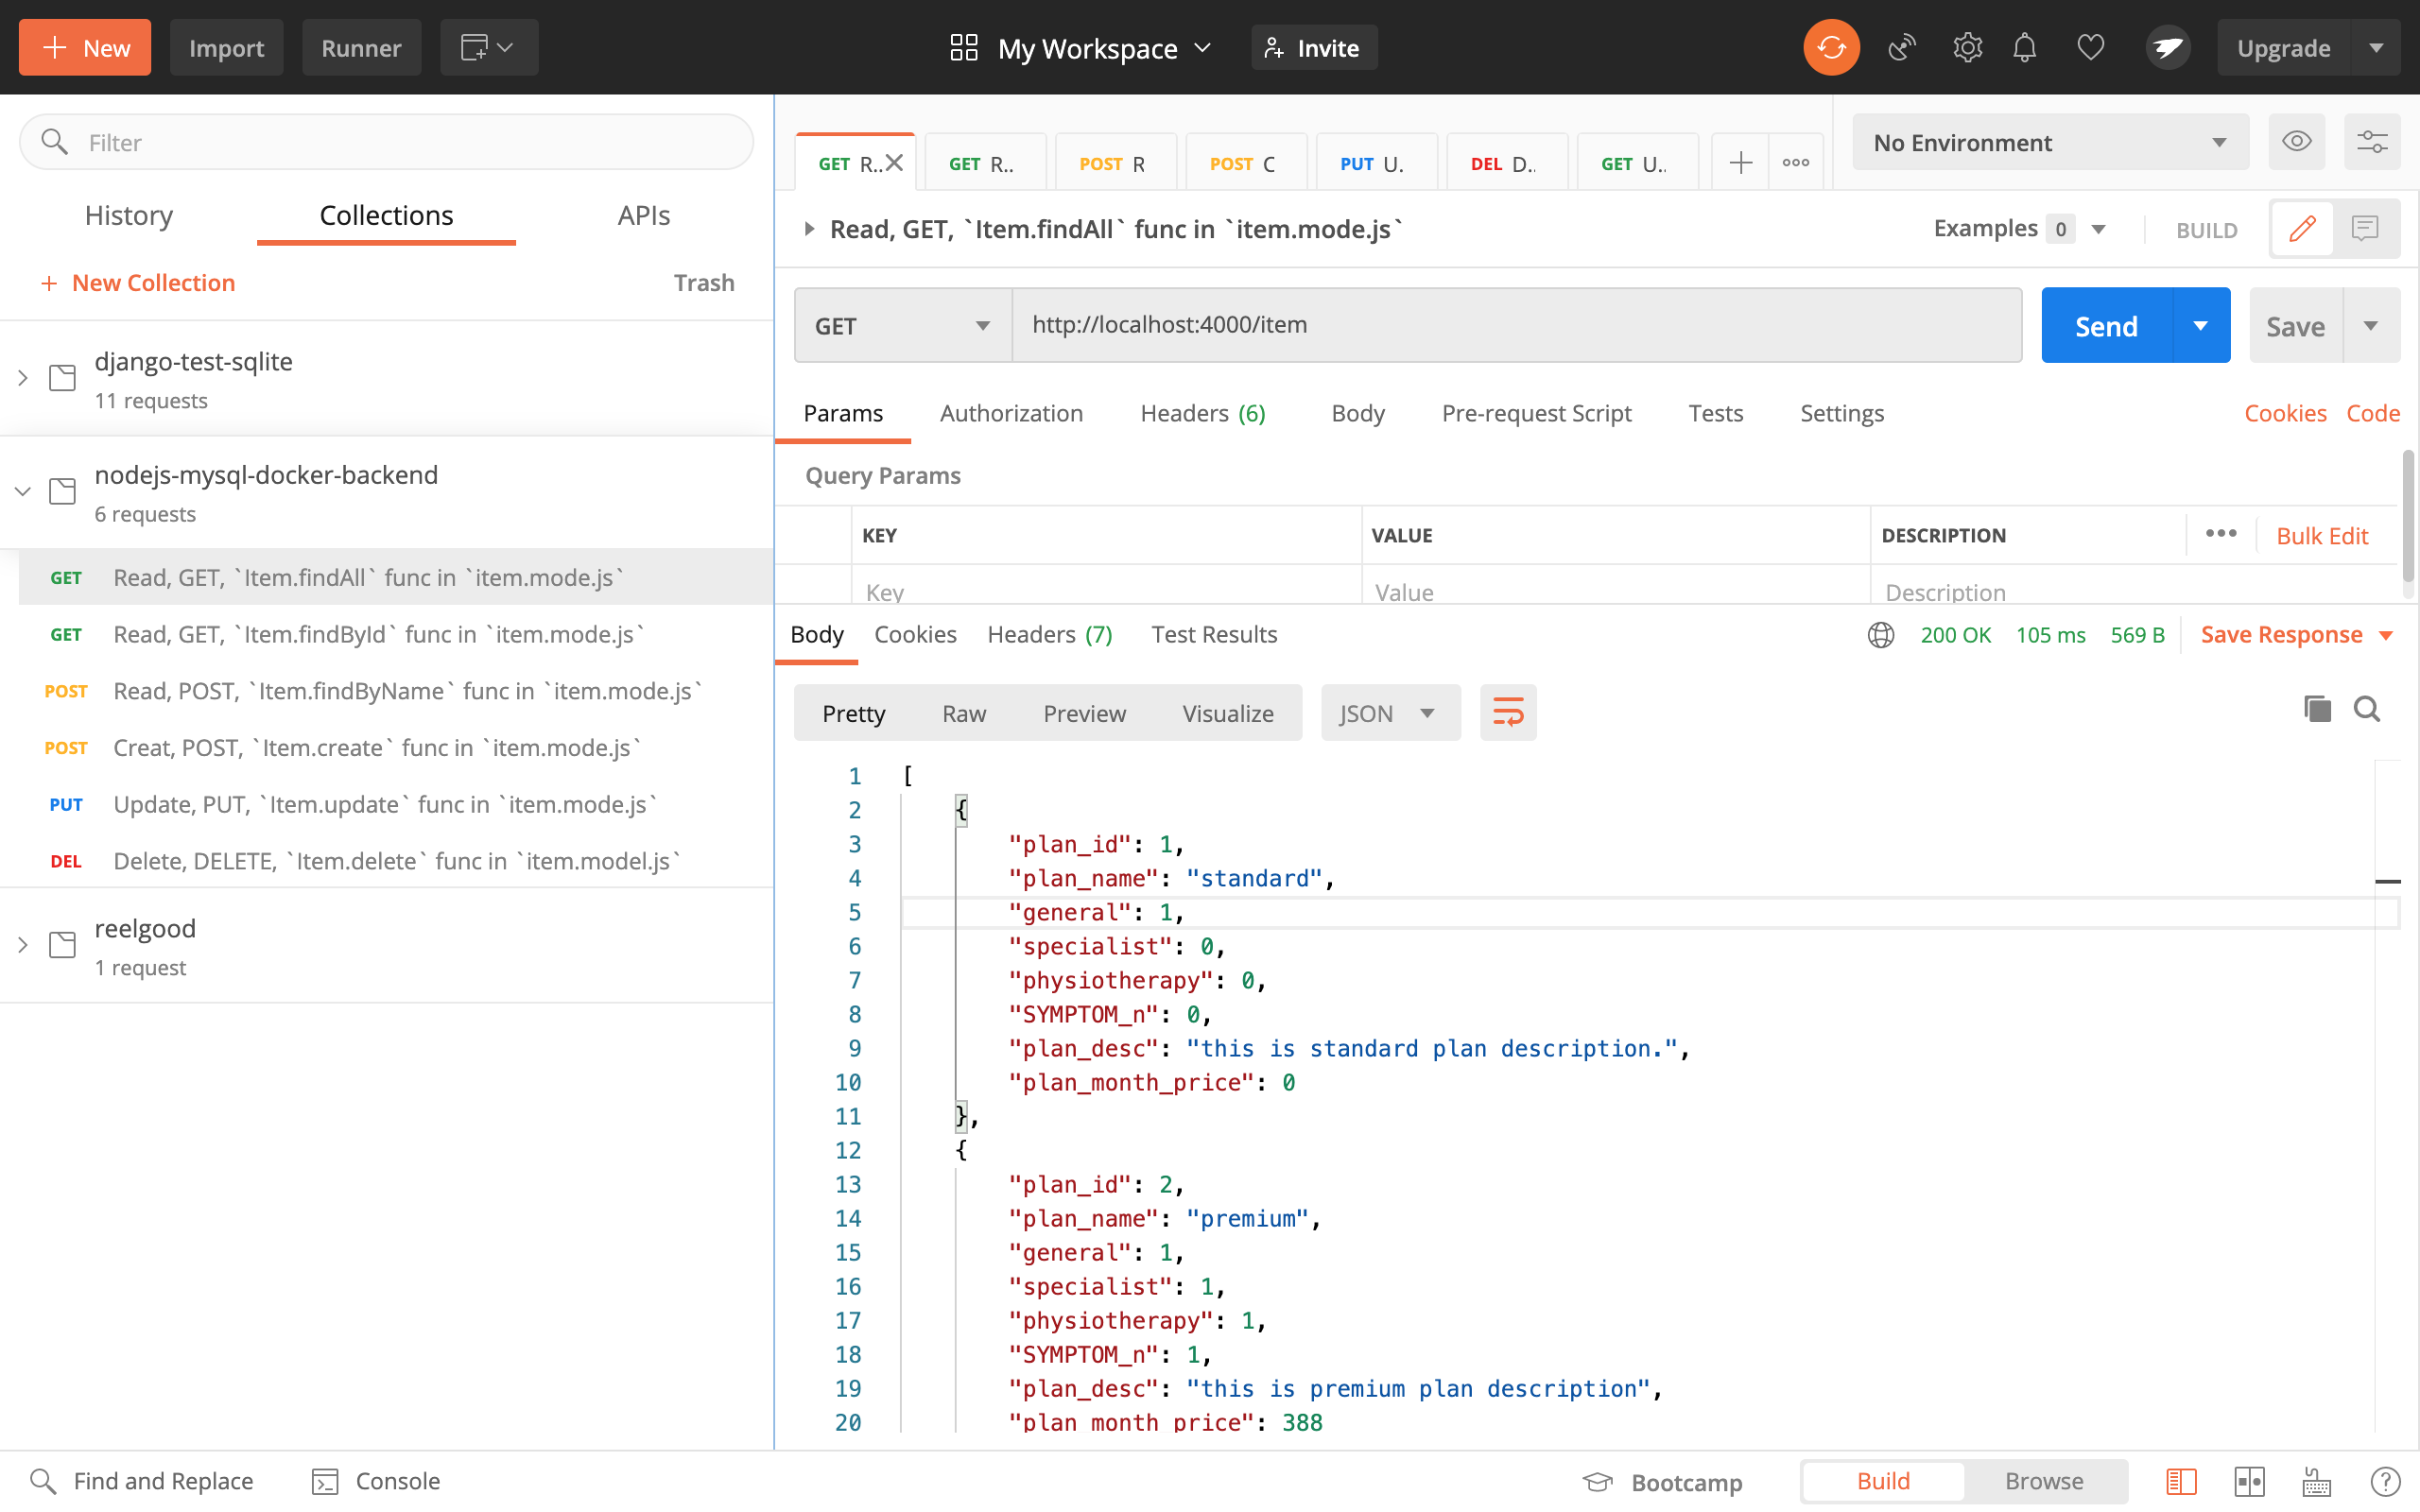 New Import Runner My Workspace Invite Upgrade
Filter
History Collections APIs
New Collection Trash
django-test-sqlite
11 requests
nodejs-mysql-docker-backend
6 requests
GET Read, GET, `Item.findAll` func in `item.mode.js`
GET Read, GET, `Item.findById` func in `item.mode.js`
POST Read, POST, `Item.findByName` func in `item.mode.js`
POST Creat, POST, `Item.create` func in `item.mode.js`
PUT Update, PUT, `Item.update` func in `item.mode.js`
DEL Delete, DELETE, `Item.delete` func in `item.model.js`
reelgood
1 request
GET R.. GET R.. POST R POST C PUT U. DEL D.. GET U.. No Environment
Read, GET, `Item.findAll` func in `item.mode.js` Examples 0 BUILD
GET http://localhost:4000/item Send Save
Params Authorization Headers (6) Body Pre-request Script Tests Settings Cookies Code
Query Params
KEY VALUE DESCRIPTION Bulk Edit
Key Value Description
Body Cookies Headers (7) Test Results 200 OK 105 ms 569 B Save Response
Pretty Raw Preview Visualize JSON
1 [
2 {
3 "plan_id": 1,
4 "plan_name": "standard",
5 "general": 1,
6 "specialist": 0,
7 "physiotherapy": 0,
8 "SYMPTOM_n": 0,
9 "plan_desc": "this is standard plan description.",
10 "plan_month_price": 0
11 },
12 {
13 "plan_id": 2,
14 "plan_name": "premium",
15 "general": 1,
16 "specialist": 1,
17 "physiotherapy": 1,
18 "SYMPTOM_n": 1,
19 "plan_desc": "this is premium plan description",
20 "plan_month_price": 388
Find and Replace Console Bootcamp Build Browse